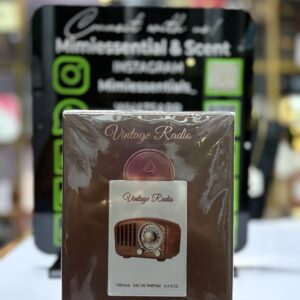 Connect with us!
Mimiessential & Scent
INSTAGRAM
Mimiessentials_
Vintage Radio
Vintage Radio
100ML℮ EAU DE PARFUM 3.4 FL.OZ